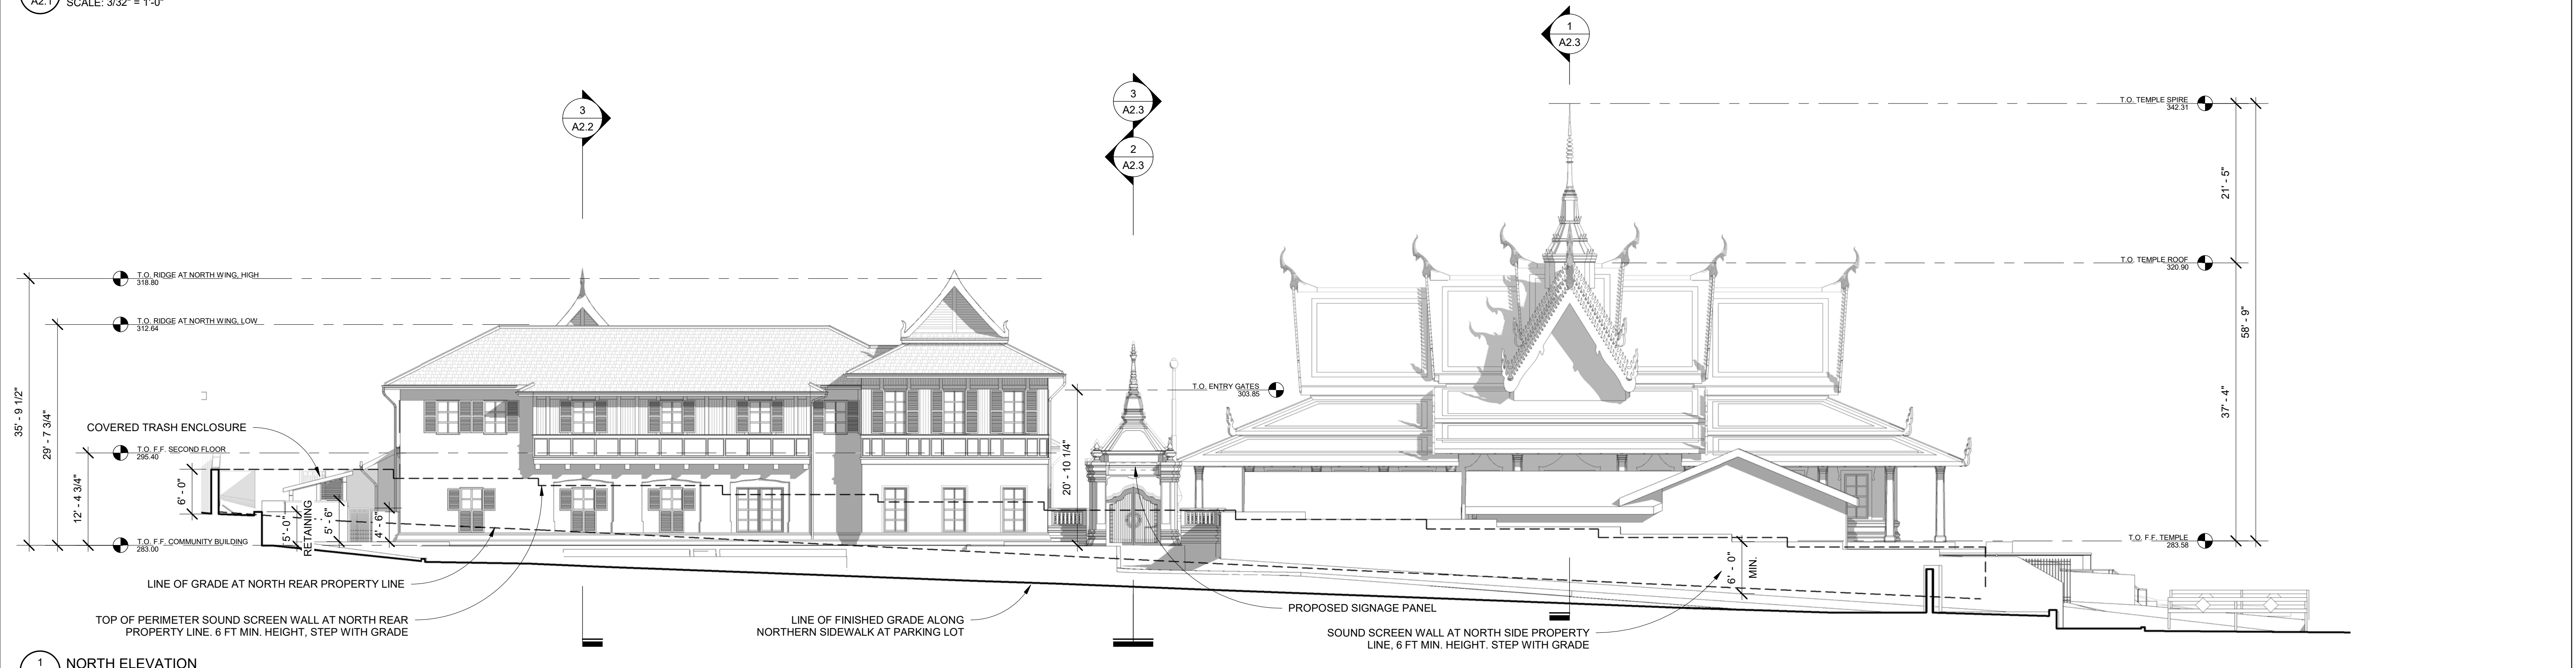 A2.1
SCALE: 3/32" = 1'-0"
1
A2.3
3
A2.2
3
A2.3
2
A2.3
T.O. TEMPLE SPIRE
342.31
21' - 5"
58' - 9"
T.O. TEMPLE ROOF
320.90
37' - 4"
T.O. F.F. TEMPLE
283.58
T.O. RIDGE AT NORTH WING, HIGH
318.80
T.O. RIDGE AT NORTH WING, LOW
312.64
35' - 9 1/2"
29' - 7 3/4"
12' - 4 3/4"
COVERED TRASH ENCLOSURE
T.O. F.F. SECOND FLOOR
295.40
6' - 0"
5' - 0"
RETAINING
5' - 6"
4' - 6"
T.O. F.F. COMMUNITY BUILDING
283.00
20' - 10 1/4"
T.O. ENTRY GATES
303.85
LINE OF GRADE AT NORTH REAR PROPERTY LINE
TOP OF PERIMETER SOUND SCREEN WALL AT NORTH REAR
PROPERTY LINE. 6 FT MIN. HEIGHT, STEP WITH GRADE
LINE OF FINISHED GRADE ALONG
NORTHERN SIDEWALK AT PARKING LOT
PROPOSED SIGNAGE PANEL
6' - 0"
MIN.
SOUND SCREEN WALL AT NORTH SIDE PROPERTY
LINE, 6 FT MIN. HEIGHT. STEP WITH GRADE
1
NORTH ELEVATION